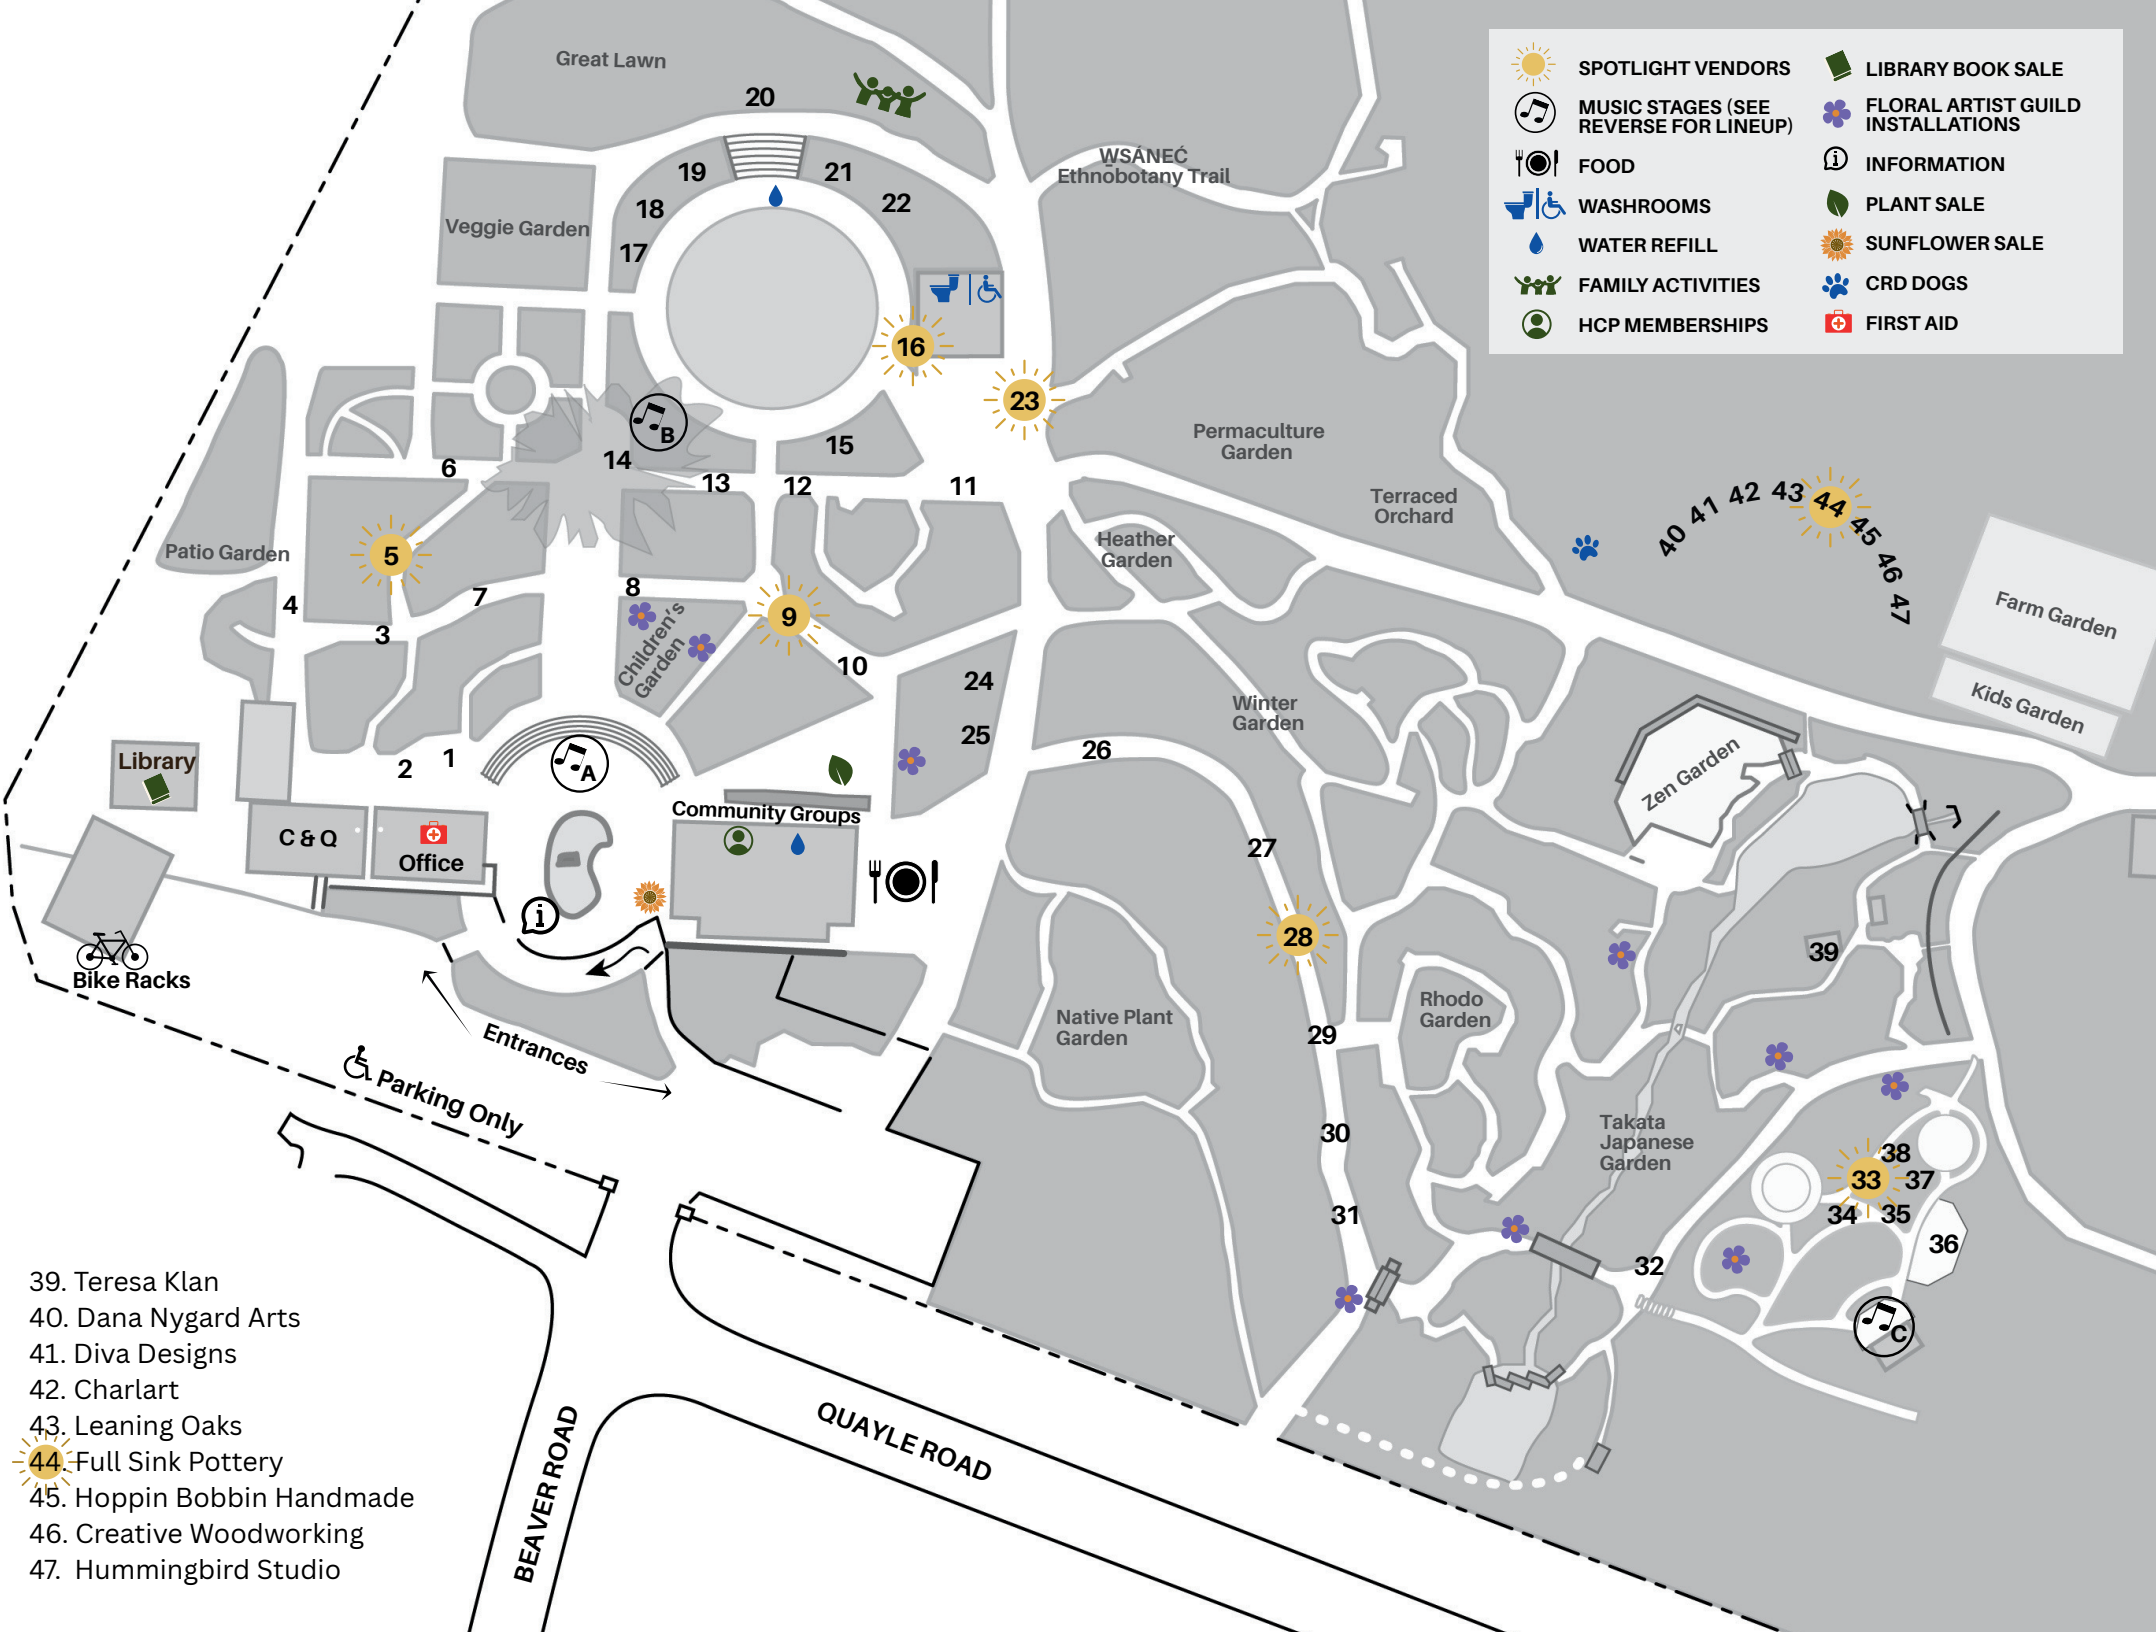 Great Lawn
20
19
21
18
22
17
Veggie Garden
W̱SÁNEĆ
Ethnobotany Trail
SPOTLIGHT VENDORS
MUSIC STAGES (SEE
REVERSE FOR LINEUP)
FOOD
WASHROOMS
WATER REFILL
FAMILY ACTIVITIES
HCP MEMBERSHIPS
LIBRARY BOOK SALE
FLORAL ARTIST GUILD
INSTALLATIONS
INFORMATION
PLANT SALE
SUNFLOWER SALE
CRD DOGS
FIRST AID
16
23
B
14
15
6
13
12
11
Permaculture
Garden
Terraced
Orchard
40
41
42
43
44
45
46
47
Farm Garden
Kids Garden
Patio Garden
5
Heather
Garden
4
7
3
8
Children's
Garden
9
10
24
25
Winter
Garden
26
Zen Garden
Library
2
1
A
Community Groups
C & Q
Office
27
28
39
i
Bike Racks
Entrances
Parking Only
Native Plant
Garden
Rhodo
Garden
29
30
31
Takata
Japanese
Garden
32
38
33
37
34
35
36
C
39. Teresa Klan
40. Dana Nygard Arts
41. Diva Designs
42. Charlart
43. Leaning Oaks
44. Full Sink Pottery
45. Hoppin Bobbin Handmade
46. Creative Woodworking
47. Hummingbird Studio
BEAVER ROAD
QUAYLE ROAD